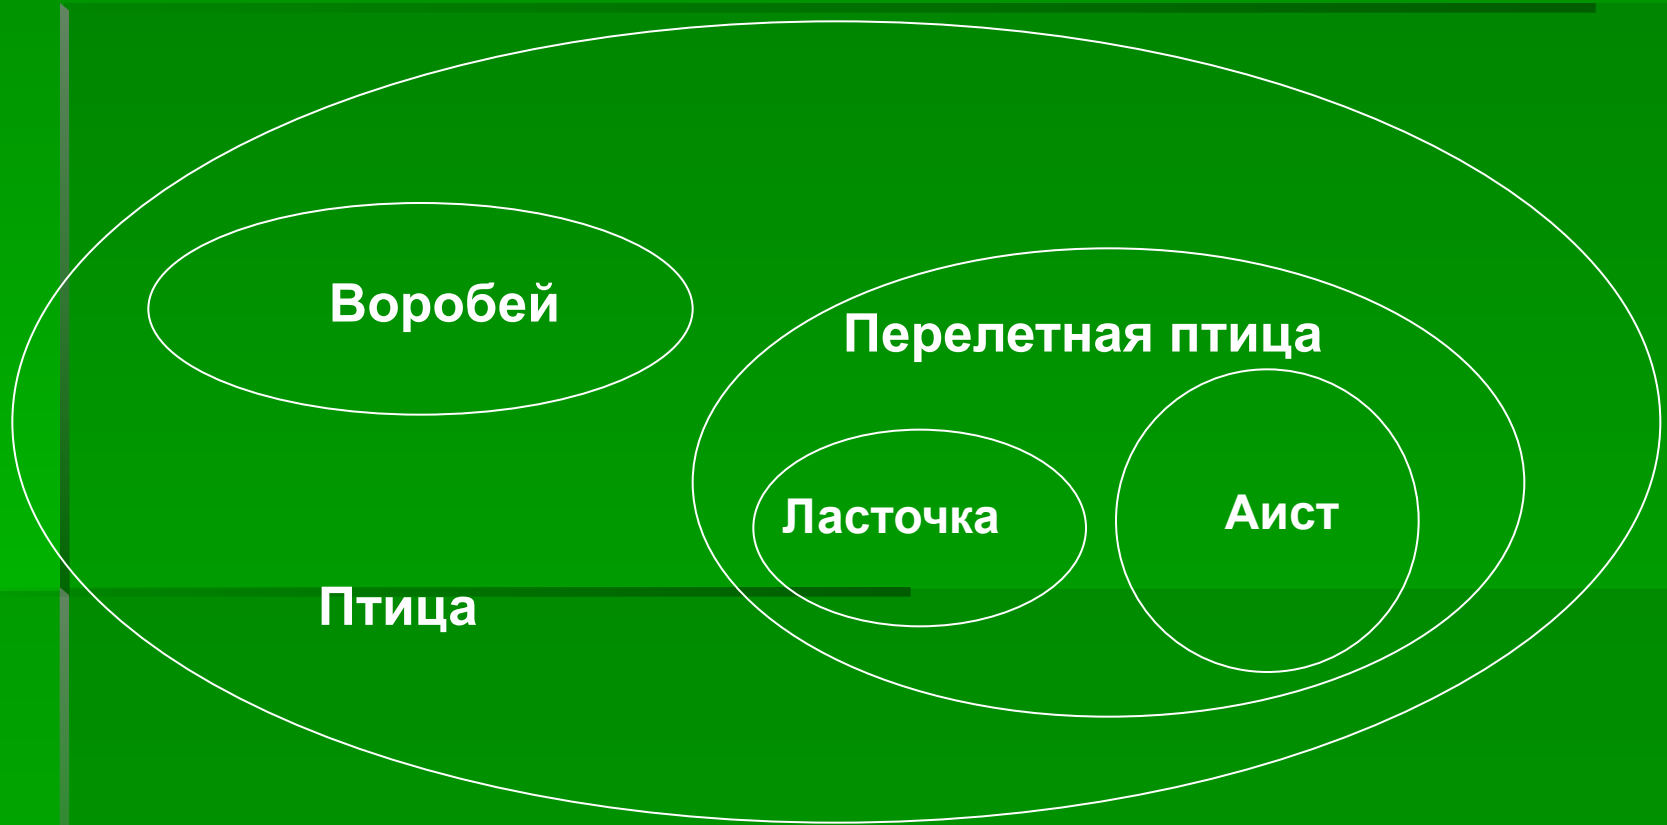 Воробей
Перелетная птица
Ласточка
Аист
Птица